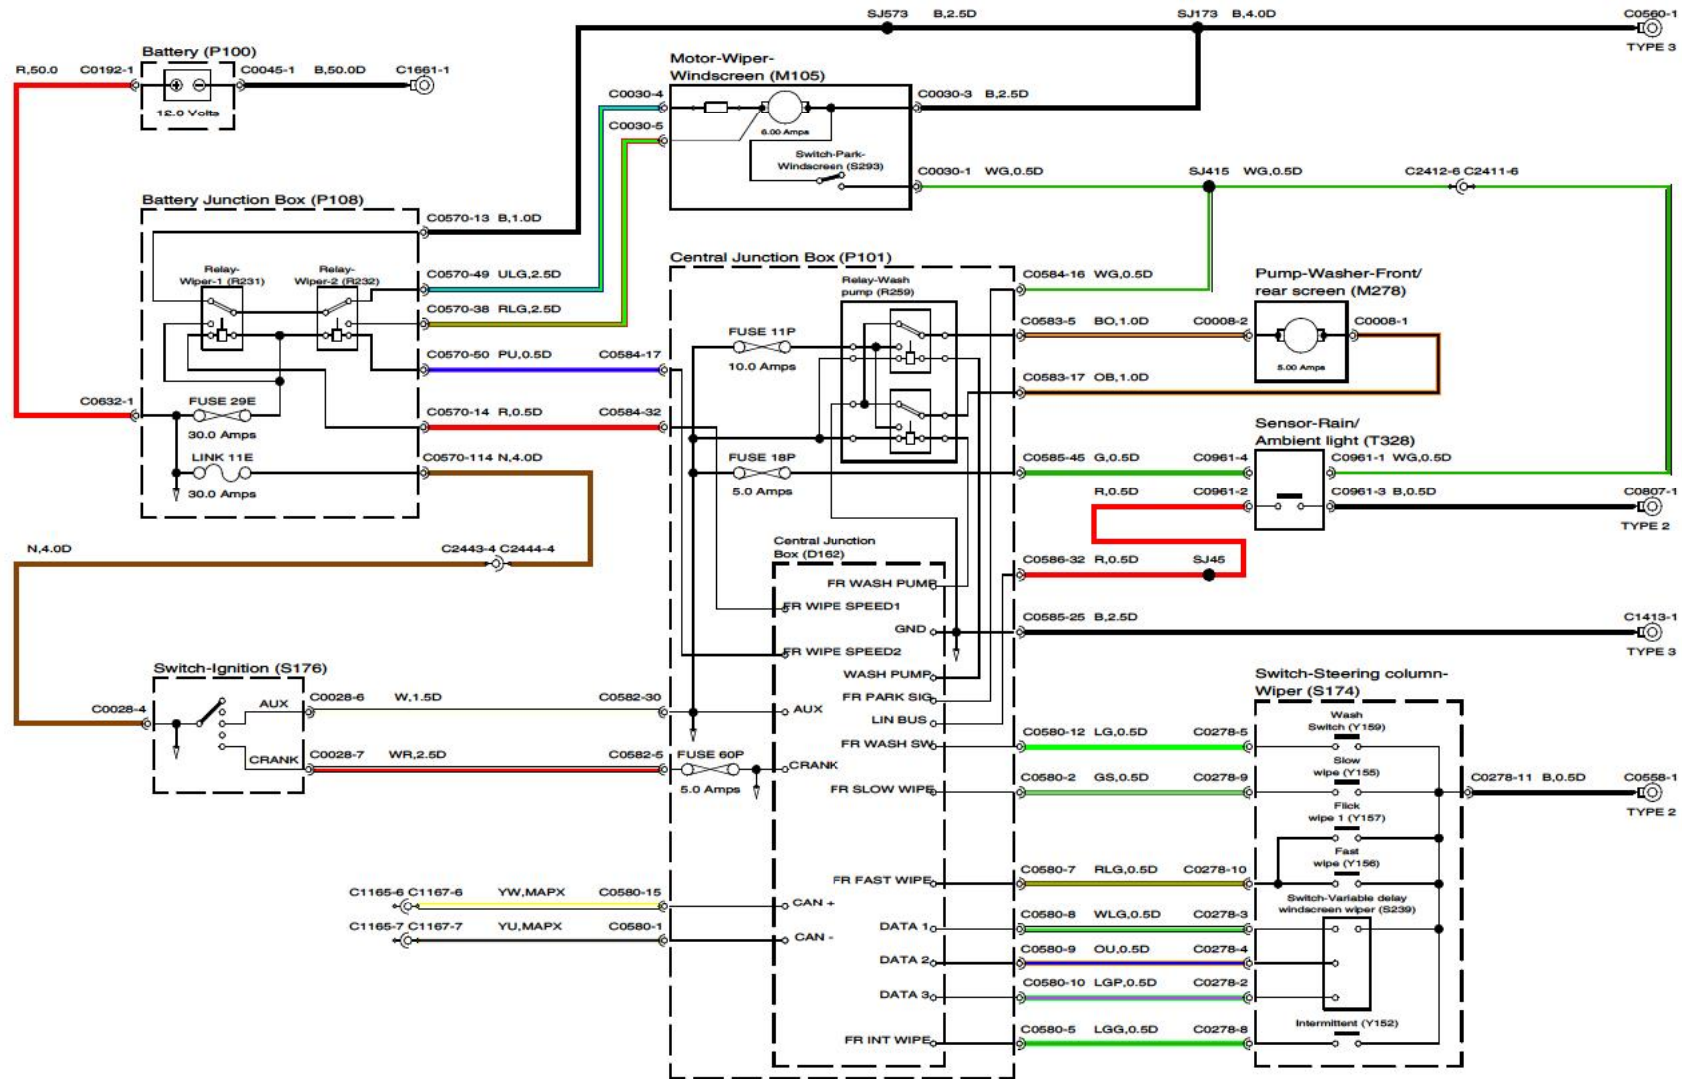 SJ573 B,2.5D SJ173 B,4.0D C0560-1
TYPE 3
Battery (P100)
R,50.0 C0192-1 C0045-1 B,50.0D C1661-1
12.0 Volts
Motor-Wiper-
Windscreen (M105)
C0030-4 C0030-3 B,2.5D
C0030-5
6.00 Amps
Switch-Park-
Windscreen (S293)
C0030-1 WG,0.5D SJ415 WG,0.5D C2412-6 C2411-6
Battery Junction Box (P108)
C0570-13 B,1.0D
Relay-
Wiper-1 (R231)
Relay-
Wiper-2 (R232)
C0570-49 ULG,2.5D
C0570-38 RLG,2.5D
C0570-50 PU,0.5D C0584-17
FUSE 29E
30.0 Amps
C0632-1
C0570-14 R,0.5D C0584-32
LINK 11E
30.0 Amps
C0570-114 N,4.0D
Central Junction Box (P101)
Relay-Wash
pump (R259)
C0584-16 WG,0.5D
Pump-Washer-Front/
rear screen (M278)
FUSE 11P
10.0 Amps
C0583-5 BO,1.0D C0008-2 C0008-1
5.00 Amps
C0583-17 OB,1.0D
Sensor-Rain/
Ambient light (T328)
FUSE 18P
5.0 Amps
C0585-45 G,0.5D C0961-4 C0961-1 WG,0.5D
R,0.5D C0961-2 C0961-3 B,0.5D C0807-1
TYPE 2
N,4.0D C2443-4 C2444-4
Central Junction
Box (D162)
C0586-32 R,0.5D SJ45
FR WASH PUMP
FR WIPE SPEED1
GND
C0585-25 B,2.5D C1413-1
TYPE 3
FR WIPE SPEED2
WASH PUMP
FR PARK SIG
LIN BUS
Switch-Ignition (S176)
C0028-4
AUX
C0028-6 W,1.5D C0582-30
AUX
CRANK
C0028-7 WR,2.5D C0582-5
FUSE 60P
5.0 Amps
CRANK
Switch-Steering column-
Wiper (S174)
Wash
Switch (Y159)
FR WASH SW
C0580-12 LG,0.5D C0278-5
Slow
wipe (Y155)
FR SLOW WIPE
C0580-2 GS,0.5D C0278-9
C0278-11 B,0.5D C0558-1
TYPE 2
Flick
wipe 1 (Y157)
Fast
wipe (Y156)
FR FAST WIPE
C0580-7 RLG,0.5D C0278-10
C1165-6 C1167-6 YW,MAPX C0580-15
CAN +
C1165-7 C1167-7 YU,MAPX C0580-1
CAN -
Switch-Variable delay
windscreen wiper (S239)
DATA 1
C0580-8 WLG,0.5D C0278-3
DATA 2
C0580-9 OU,0.5D C0278-4
DATA 3
C0580-10 LGP,0.5D C0278-2
Intermittent (Y152)
FR INT WIPE
C0580-5 LGG,0.5D C0278-8